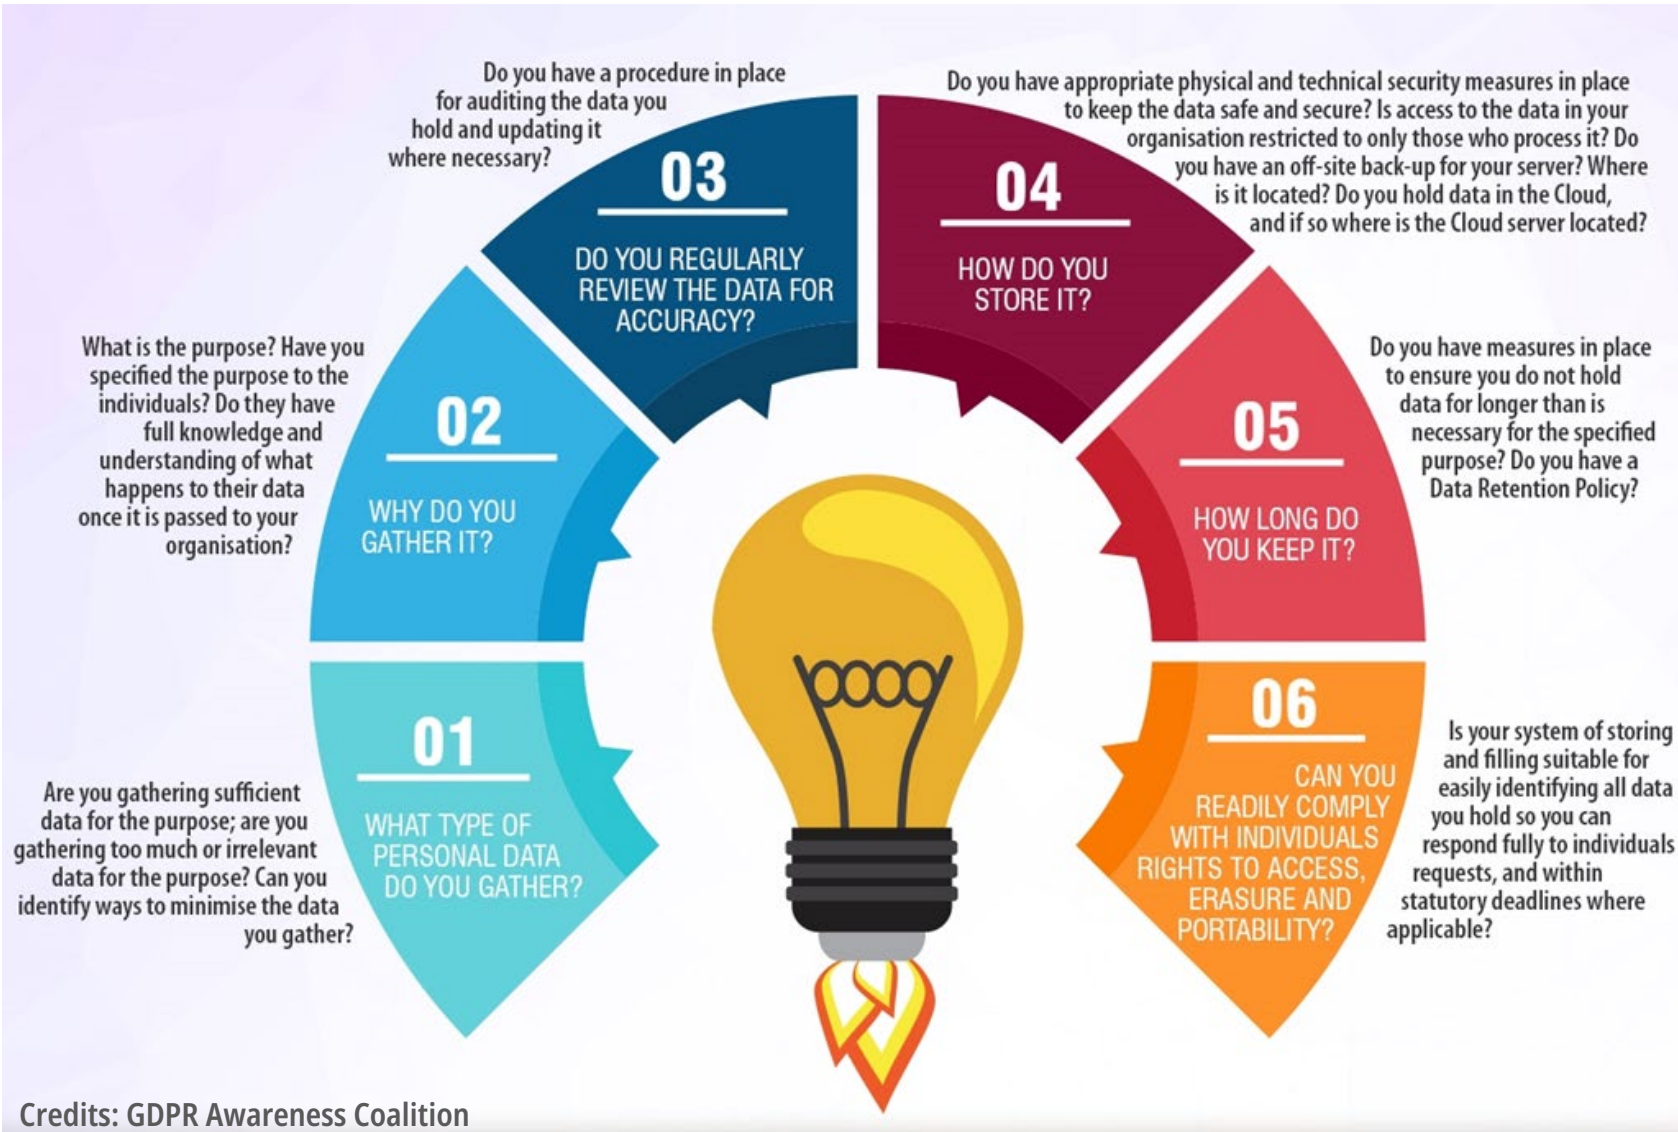 Do you have a procedure in place
for auditing the data you
hold and updating it
where necessary?
03
DO YOU REGULARLY
REVIEW THE DATA FOR
ACCURACY?
Do you have appropriate physical and technical security measures in place
to keep the data safe and secure? Is access to the data in your
organisation restricted to only those who process it? Do
you have an off-site back-up for your server? Where
is it located? Do you hold data in the Cloud,
and if so where is the Cloud server located?
04
HOW DO YOU
STORE IT?
What is the purpose? Have you
specified the purpose to the
individuals? Do they have
full knowledge and
understanding of what
happens to their data
once it is passed to your
organisation?
02
WHY DO YOU
GATHER IT?
Do you have measures in place
to ensure you do not hold
data for longer than is
necessary for the specified
purpose? Do you have a
Data Retention Policy?
05
HOW LONG DO
YOU KEEP IT?
Are you gathering sufficient
data for the purpose; are you
gathering too much or irrelevant
data for the purpose? Can you
identify ways to minimise the data
you gather?
01
WHAT TYPE OF
PERSONAL DATA
DO YOU GATHER?
06
CAN YOU
READILY COMPLY
WITH INDIVIDUALS
RIGHTS TO ACCESS,
ERASURE AND
PORTABILITY?
Is your system of storing
and filling suitable for
easily identifying all data
you hold so you can
respond fully to individuals
requests, and within
statutory deadlines where
applicable?
Credits: GDPR Awareness Coalition